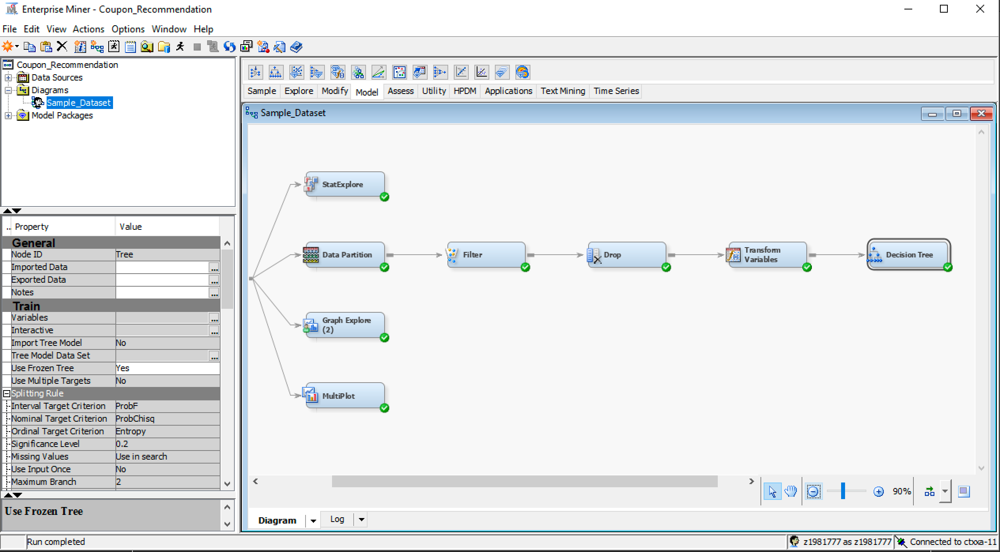 Enterprise Miner - Coupon_Recommendation
File Edit View Actions Options Window Help
Coupon_Recommendation
Data Sources
Diagrams
Sample_Dataset
Model Packages
Sample Explore Modify Model Assess Utility HPDM Applications Text Mining Time Series
Sample_Dataset
StatExplore
Data Partition
Filter
Drop
Transform
Variables
Decision Tree
Graph Explore
(2)
MultiPlot
.. Property Value
General
Node ID Tree
Imported Data ...
Exported Data ...
Notes ...
Train
Variables ...
Interactive ...
Import Tree Model No
Tree Model Data Set ...
Use Frozen Tree Yes
Use Multiple Targets No
Splitting Rule
Interval Target Criterion ProbF
Nominal Target Criterion ProbChisq
Ordinal Target Criterion Entropy
Significance Level 0.2
Missing Values Use in search
Use Input Once No
Maximum Branch 2
Use Frozen Tree
90%
Diagram Log
Run completed
z1981777 as z1981777 Connected to ctxxa-11